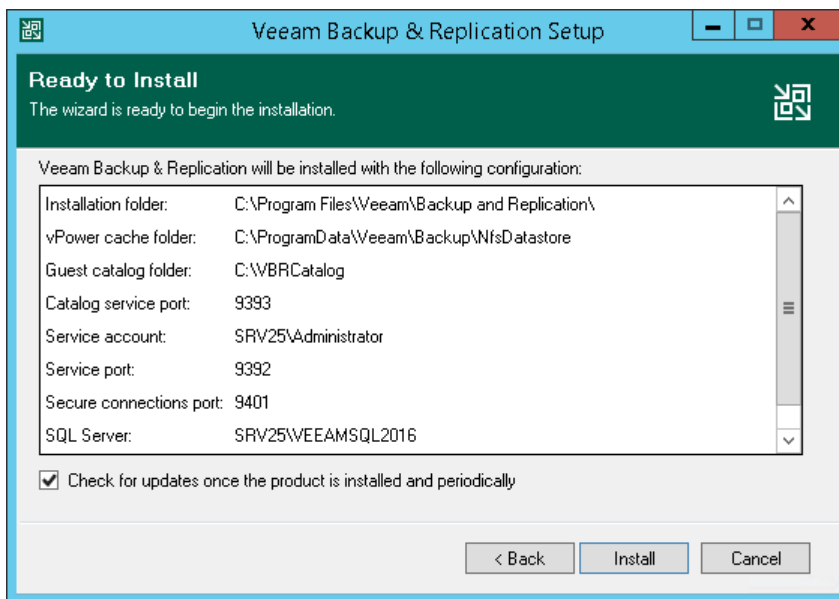 Veeam Backup & Replication Setup
Ready to Install
The wizard is ready to begin the installation.
Veeam Backup & Replication will be installed with the following configuration:
Installation folder: C:\Program Files\Veeam\Backup and Replication\
vPower cache folder: C:\ProgramData\Veeam\Backup\NfsDatastore
Guest catalog folder: C:\VBRCatalog
Catalog service port: 9393
Service account: SRV25\Administrator
Service port: 9392
Secure connections port: 9401
SQL Server: SRV25\VEEAMSQL2016
Check for updates once the product is installed and periodically
< Back Install Cancel